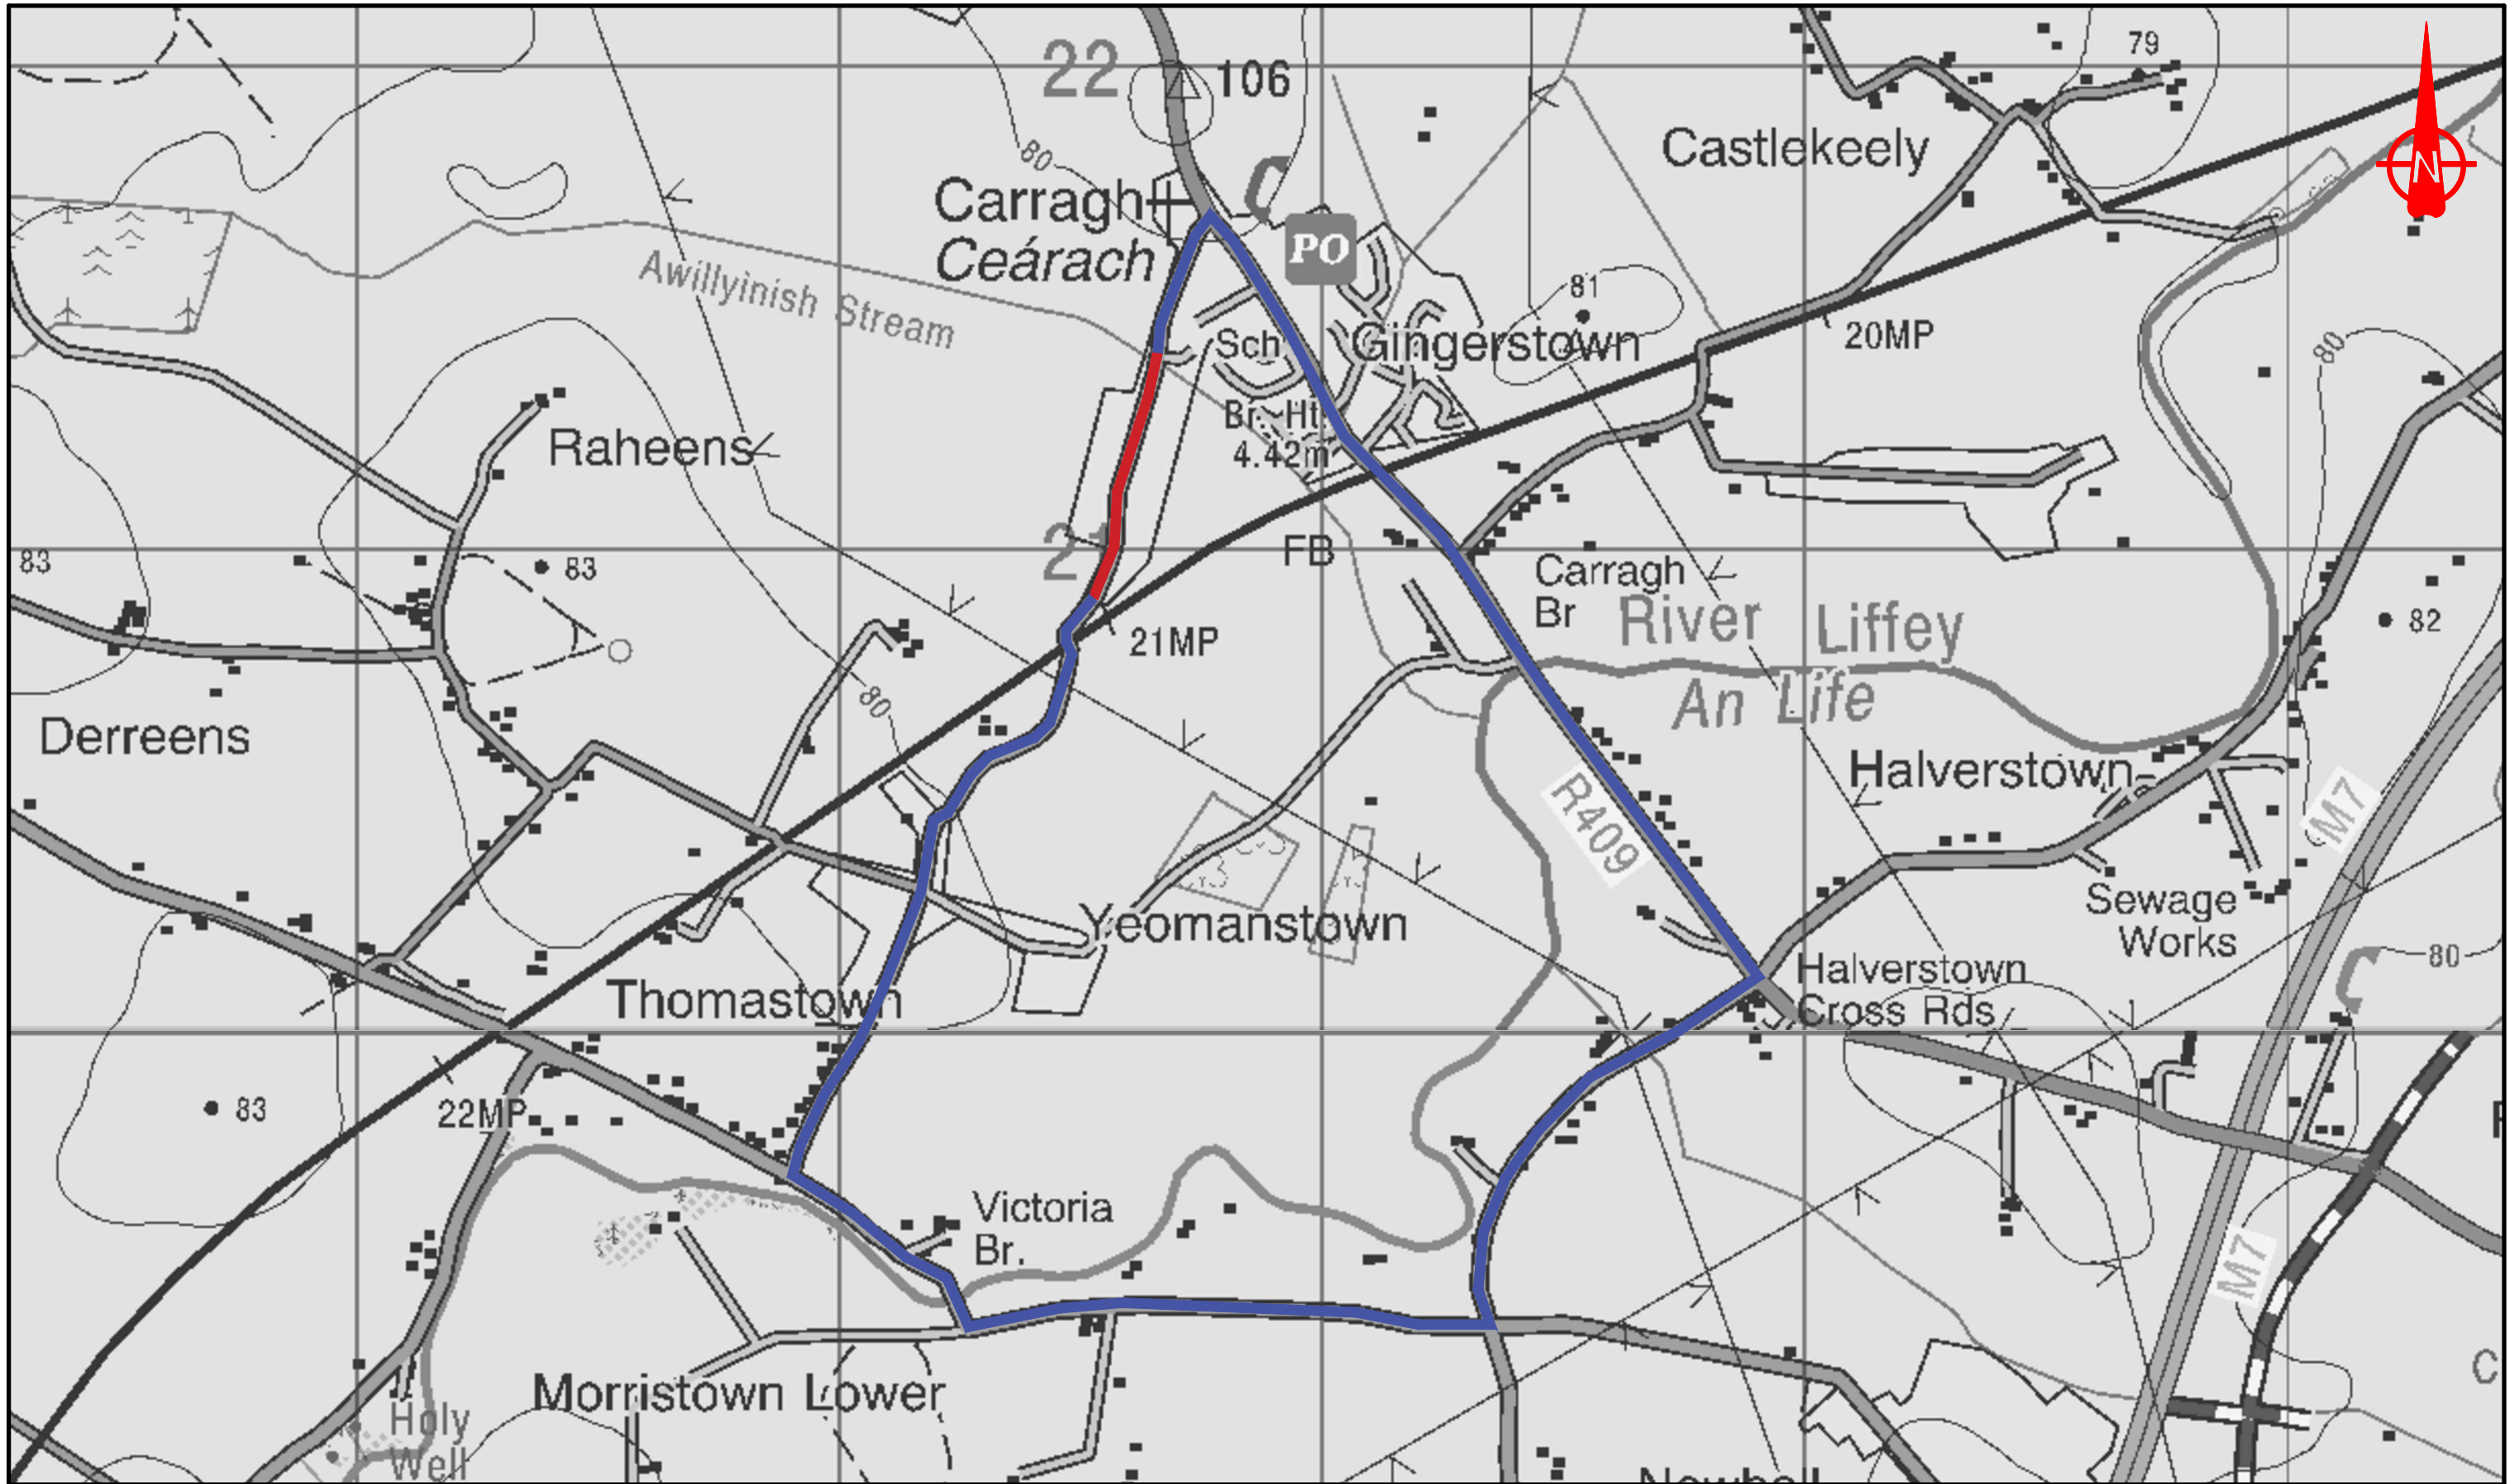 79
22
106
N
Castlekeely
80
Carragh
Ceárach
PO
81
Awillyinish Stream
20MP
Sch
Gingerstown
80
Br. Ht.
4.42m
Raheens
21
FB
83
83
Carragh
Br
River Liffey
82
21MP
An Life
80
Derreens
Halverstown
R409
M7
Sewage
Works
Yeomanstown
80
Halverstown
Cross Rds
Thomastown
83
22MP
Victoria
Br.
M7
C
Morristown Lower
Holy
Well